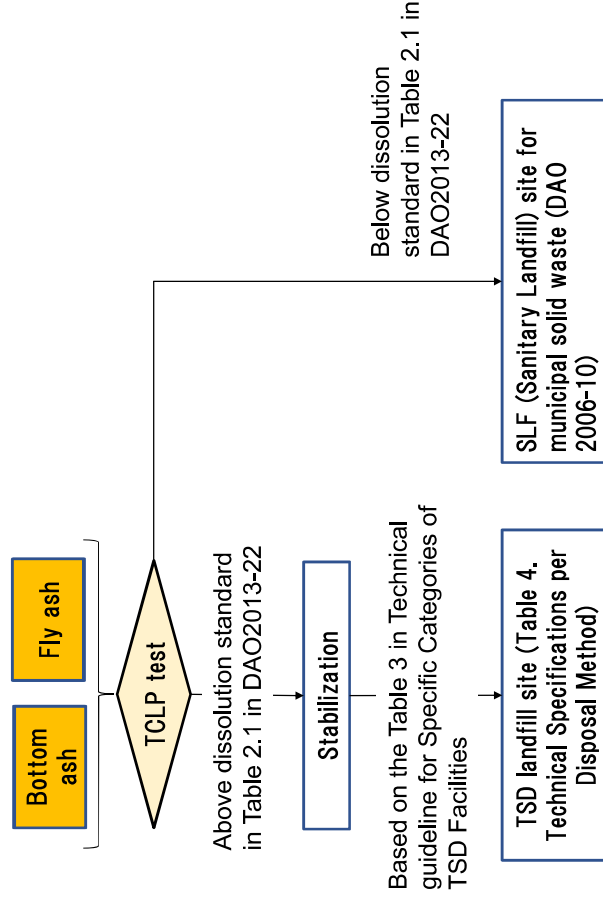 Bottom
ash
Fly ash
TCLP test
Above dissolution standard
in Table 2.1 in DAO2013-22
Below dissolution
standard in Table 2.1 in
DAO2013-22
Stabilization
Based on the Table 3 in Technical
guideline for Specific Categories of
TSD Facilities
TSD landfill site (Table 4.
Technical Specifications per
Disposal Method)
SLF (Sanitary Landfill) site for
municipal solid waste (DAO
2006-10)